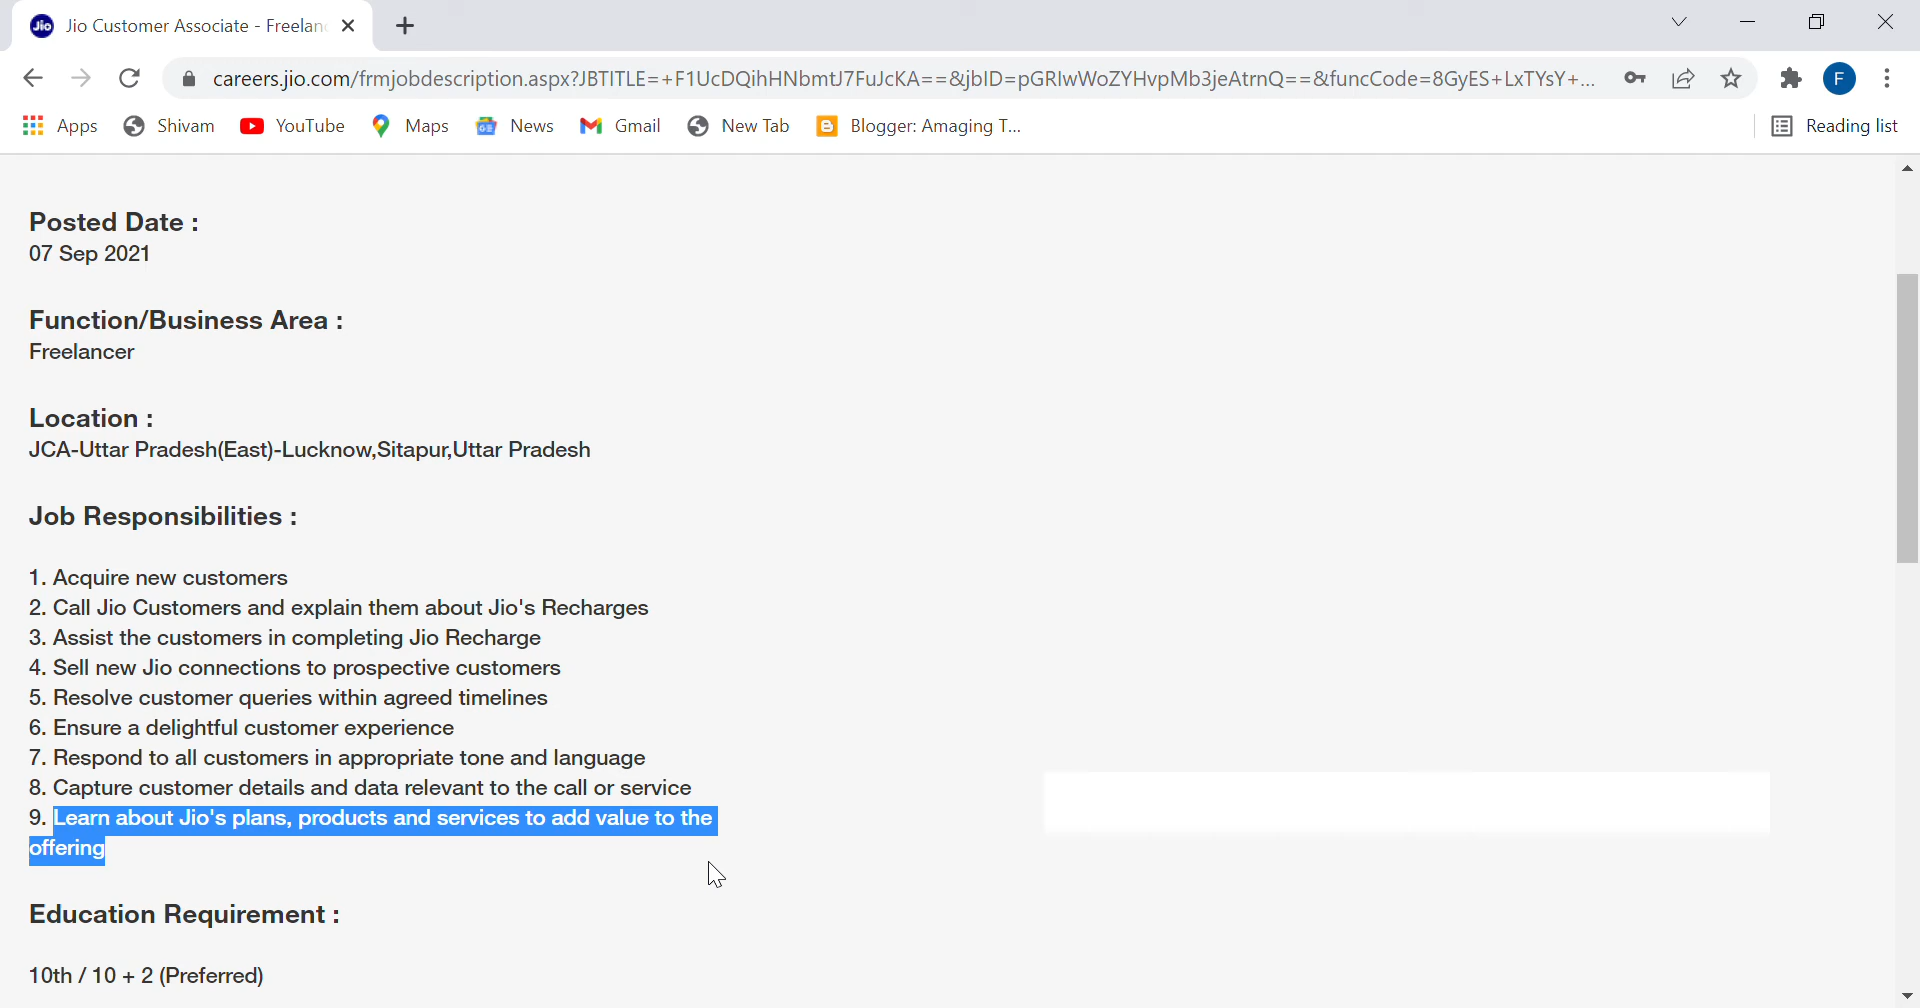 Jio
Jio Customer Associate - Freelan
careers.jio.com/frmjobdescription.aspx?JBTITLE=+F1UcDQihHNbmtJ7FuJcKA==&jbID=pGRIwWoZYHvpMb3jeAtrnQ==&funcCode=8GyES+LxTYsY+...
F
Apps Shivam YouTube Maps News Gmail New Tab Blogger: Amaging T... Reading list
Posted Date :
07 Sep 2021
Function/Business Area :
Freelancer
Location :
JCA-Uttar Pradesh(East)-Lucknow,Sitapur,Uttar Pradesh
Job Responsibilities :
1. Acquire new customers
2. Call Jio Customers and explain them about Jio's Recharges
3. Assist the customers in completing Jio Recharge
4. Sell new Jio connections to prospective customers
5. Resolve customer queries within agreed timelines
6. Ensure a delightful customer experience
7. Respond to all customers in appropriate tone and language
8. Capture customer details and data relevant to the call or service
9. Learn about Jio's plans, products and services to add value to the
offering
Education Requirement :
10th / 10 + 2 (Preferred)